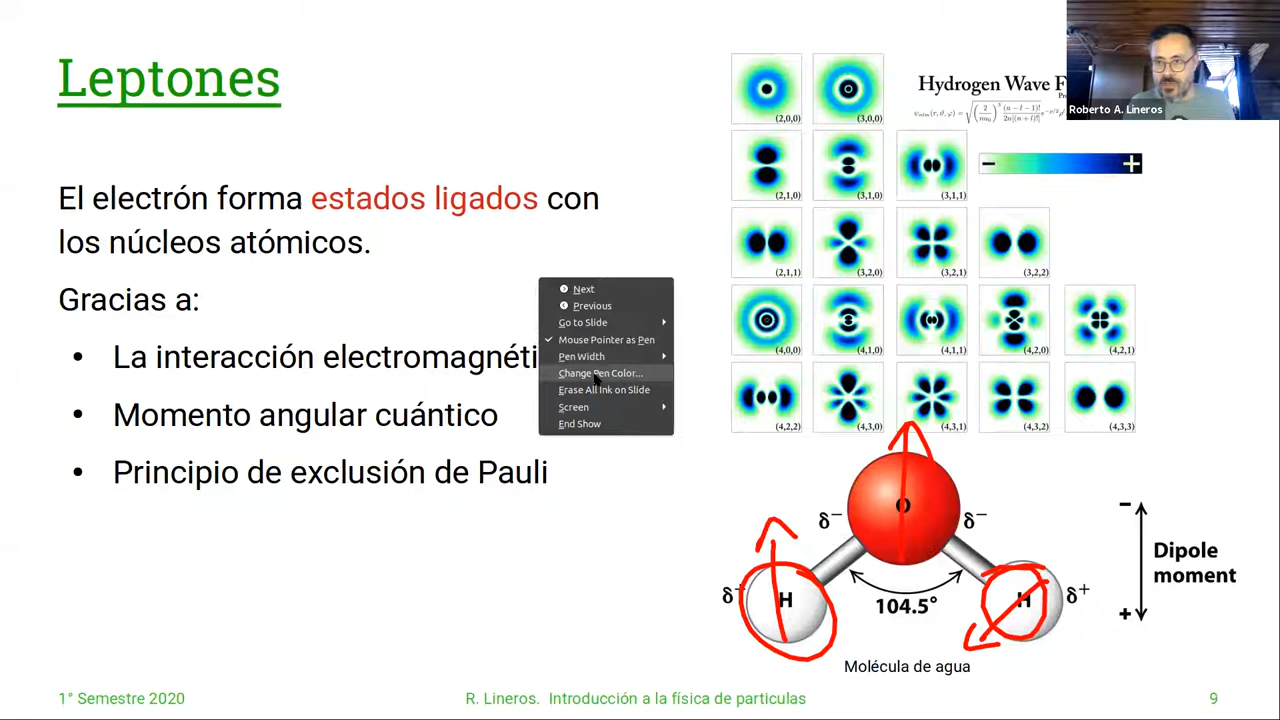 Leptones
El electrón forma estados ligados con
los núcleos atómicos.
Gracias a:
• La interacción electromagnéti
• Momento angular cuántico
• Principio de exclusión de Pauli
Next
Previous
Go to Slide
Mouse Pointer as Pen
Pen Width
Change Pen Color...
Erase All Ink on Slide
Screen
End Show
Hydrogen Wave F
Roberto A. Lineros
− +
(2,0,0) (3,0,0)
(2,1,0) (3,1,0) (3,1,1)
(2,1,1) (3,2,0) (3,2,1) (3,2,2)
(4,0,0) (4,1,0) (4,1,1) (4,2,0) (4,2,1)
(4,2,2) (4,3,0) (4,3,1) (4,3,2) (4,3,3)
O
δ− δ−
H H
δ+
104.5°
−
Dipole
moment
+
Molécula de agua
1° Semestre 2020
R. Lineros. Introducción a la física de particulas
9